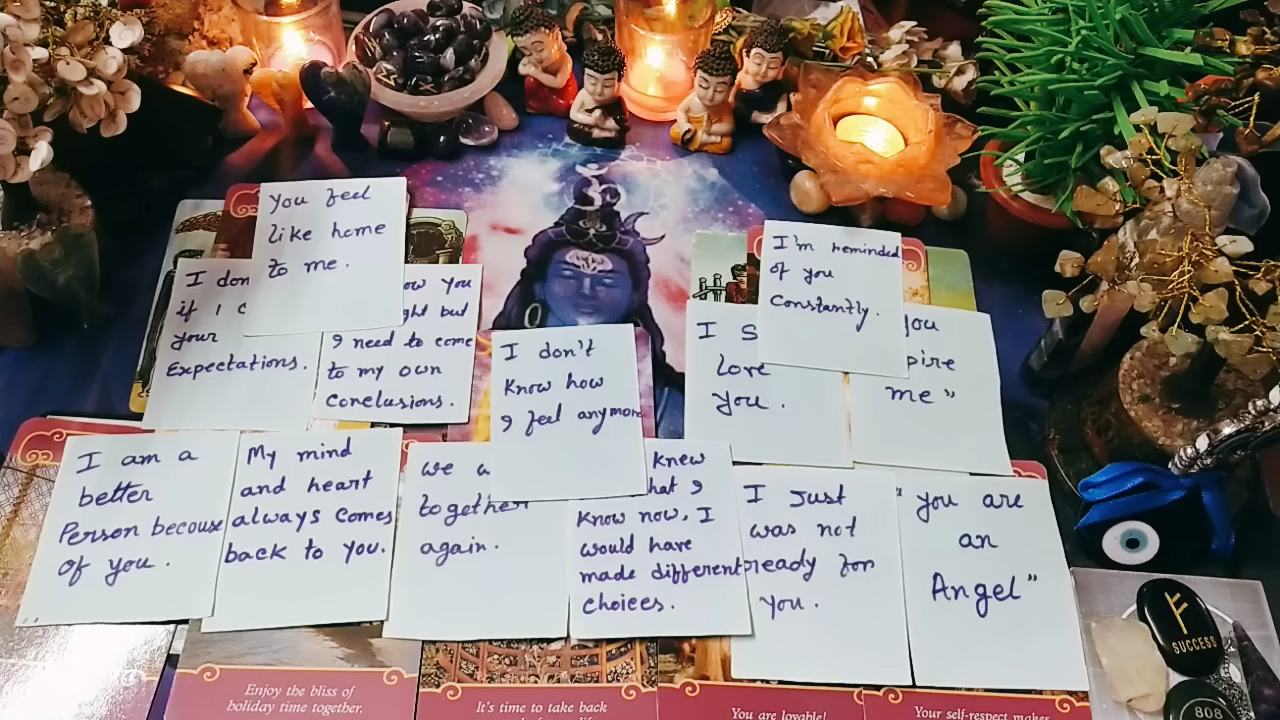 You feel
like home
to me.
I don
if I c
your
Expectations.
ow You
ght but
I need to come
to my own
conclusions.
I don't
Know how
I feel anymore
I'm reminded
of you
Constantly.
I S
Love
You.
You
pire
me"
I am a
better
Person becouse
of you.
My mind
and heart
always comes
back to you.
we
together
again.
knew
hat I
Know now, I
would have
made different
choices.
I Just
was not
ready for
You.
"you are
an
Angel"
Enjoy the bliss of
holiday time together.
It's time to take back
You are lovable!
Your self-respect makes
SUCCESS
808